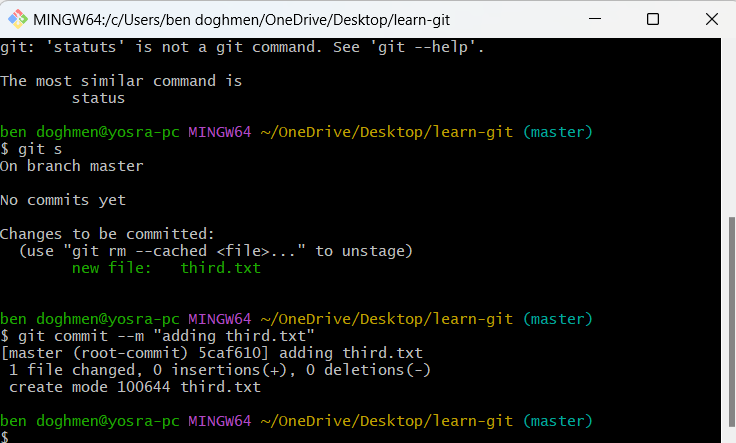 MINGW64:/c/Users/ben doghmen/OneDrive/Desktop/learn-git
git: 'statuts' is not a git command. See 'git --help'.
The most similar command is
status
ben doghmen@yosra-pc MINGW64 ~/OneDrive/Desktop/learn-git (master)
$ git s
On branch master
No commits yet
Changes to be committed:
(use "git rm --cached <file>..." to unstage)
new file:   third.txt
ben doghmen@yosra-pc MINGW64 ~/OneDrive/Desktop/learn-git (master)
$ git commit --m "adding third.txt"
[master (root-commit) 5caf610] adding third.txt
1 file changed, 0 insertions(+), 0 deletions(-)
create mode 100644 third.txt
ben doghmen@yosra-pc MINGW64 ~/OneDrive/Desktop/learn-git (master)
$